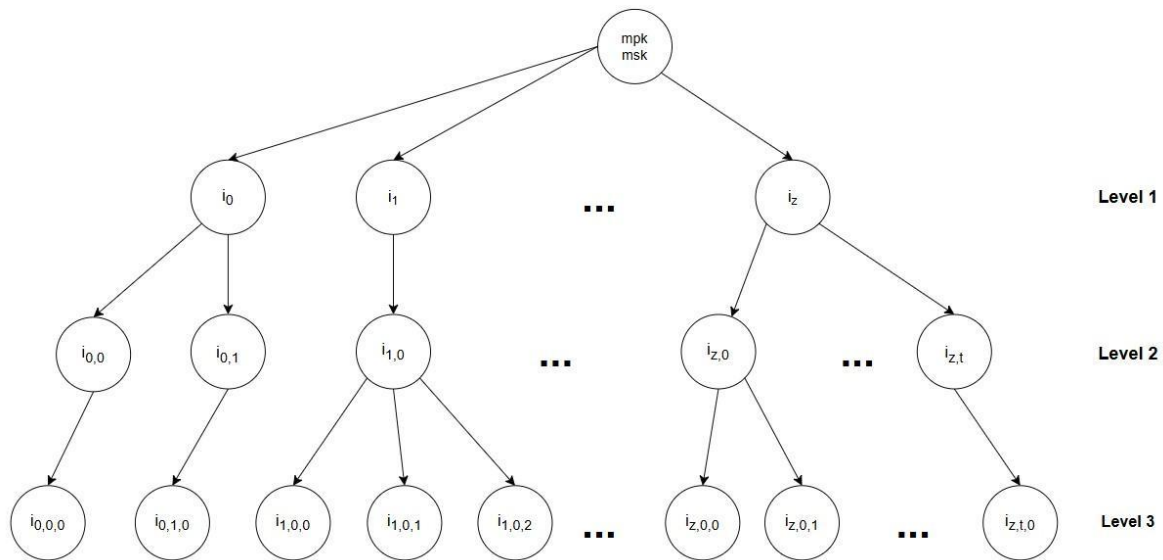 mpk
msk
i0
i1
...
iz
Level 1
i0,0
i0,1
i1,0
...
iz,0
...
iz,t
Level 2
i0,0,0
i0,1,0
i1,0,0
i1,0,1
i1,0,2
...
iz,0,0
iz,0,1
...
iz,t,0
Level 3